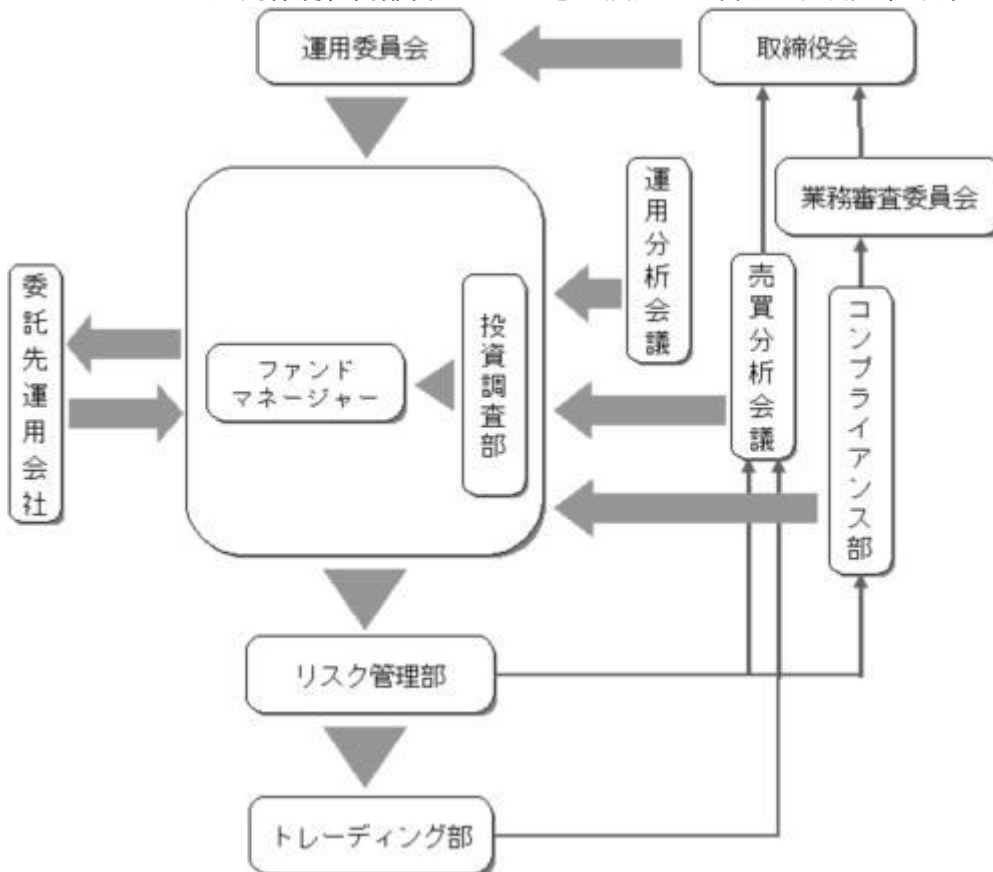 運用委員会
取締役会
業務審査委員会
運用分析会議
売買分析会議
コンプライアンス部
委託先運用会社
ファンド
マネージャー
投資調査部
リスク管理部
トレーディング部